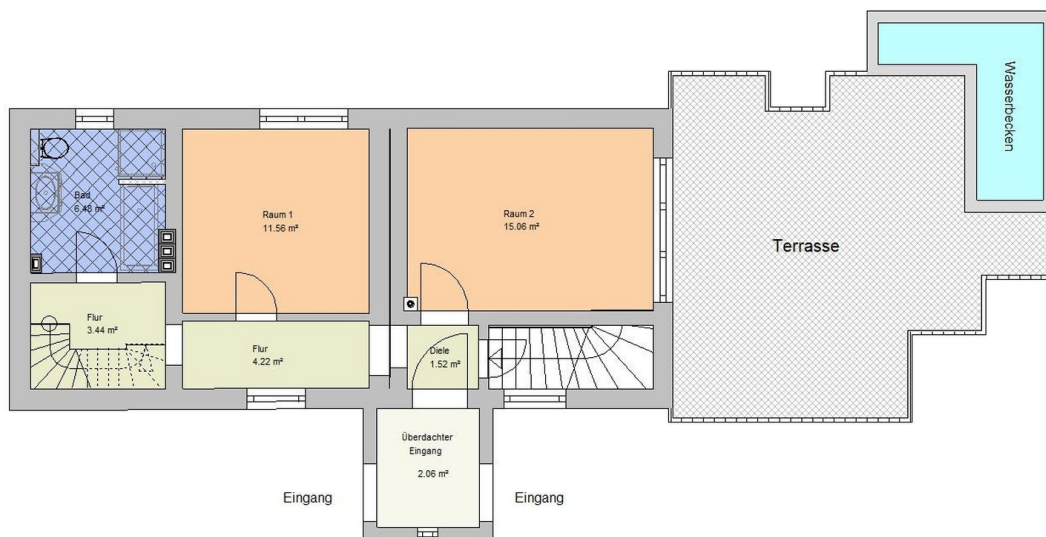 Wasserbecken
Bad
6.48 m²
Raum 1
11.56 m²
Raum 2
15.06 m²
Terrasse
Flur
3.44 m²
Flur
4.22 m²
Diele
1.52 m²
Überdachter
Eingang
2.06 m²
Eingang
Eingang